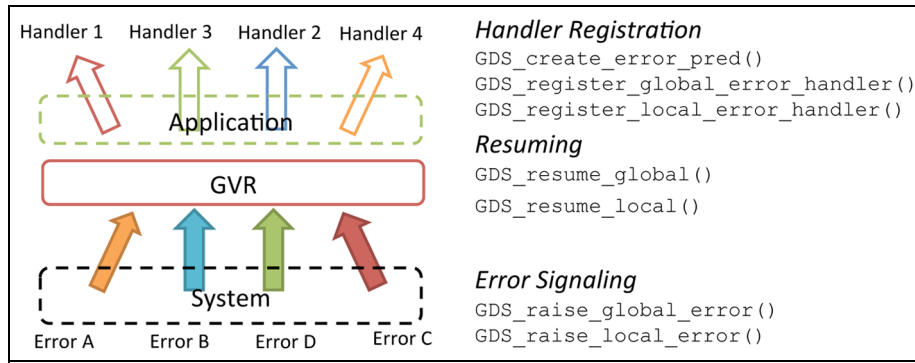 Handler 1 Handler 3 Handler 2 Handler 4
Application
GVR
System
Error A Error B Error D Error C
Handler Registration
GDS_create_error_pred()
GDS_register_global_error_handler()
GDS_register_local_error_handler()
Resuming
GDS_resume_global()
GDS_resume_local()
Error Signaling
GDS_raise_global_error()
GDS_raise_local_error()